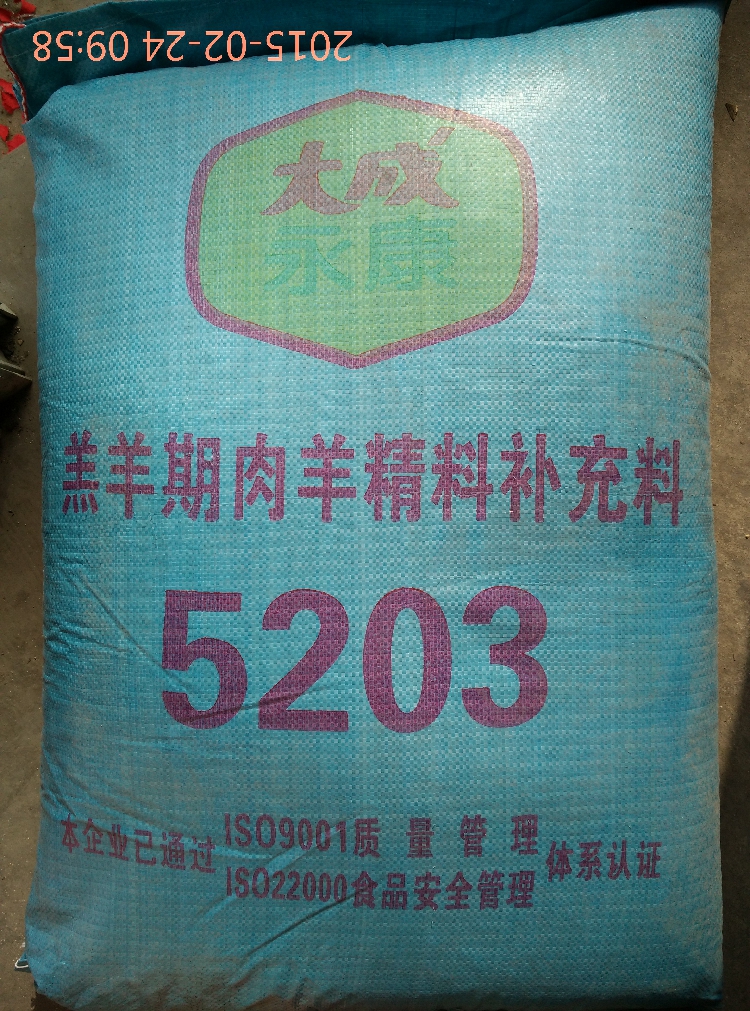 2015-02-24 09:58
大成
永康
羔羊期肉羊精料补充料
5203
本企业已通过 ISO9001质量管理 体系认证
ISO22000食品安全管理